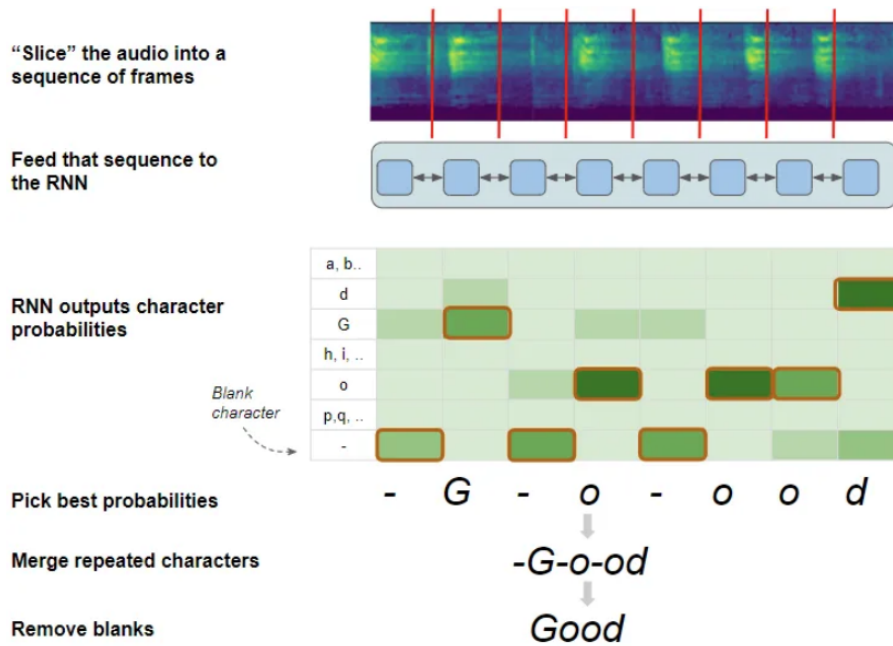 “Slice” the audio into a
sequence of frames
Feed that sequence to
the RNN
RNN outputs character
probabilities
Blank
character
a, b..
d
G
h, i, ..
o
p,q, ..
-
Pick best probabilities
- G - o - o o d
Merge repeated characters
-G-o-od
Remove blanks
Good